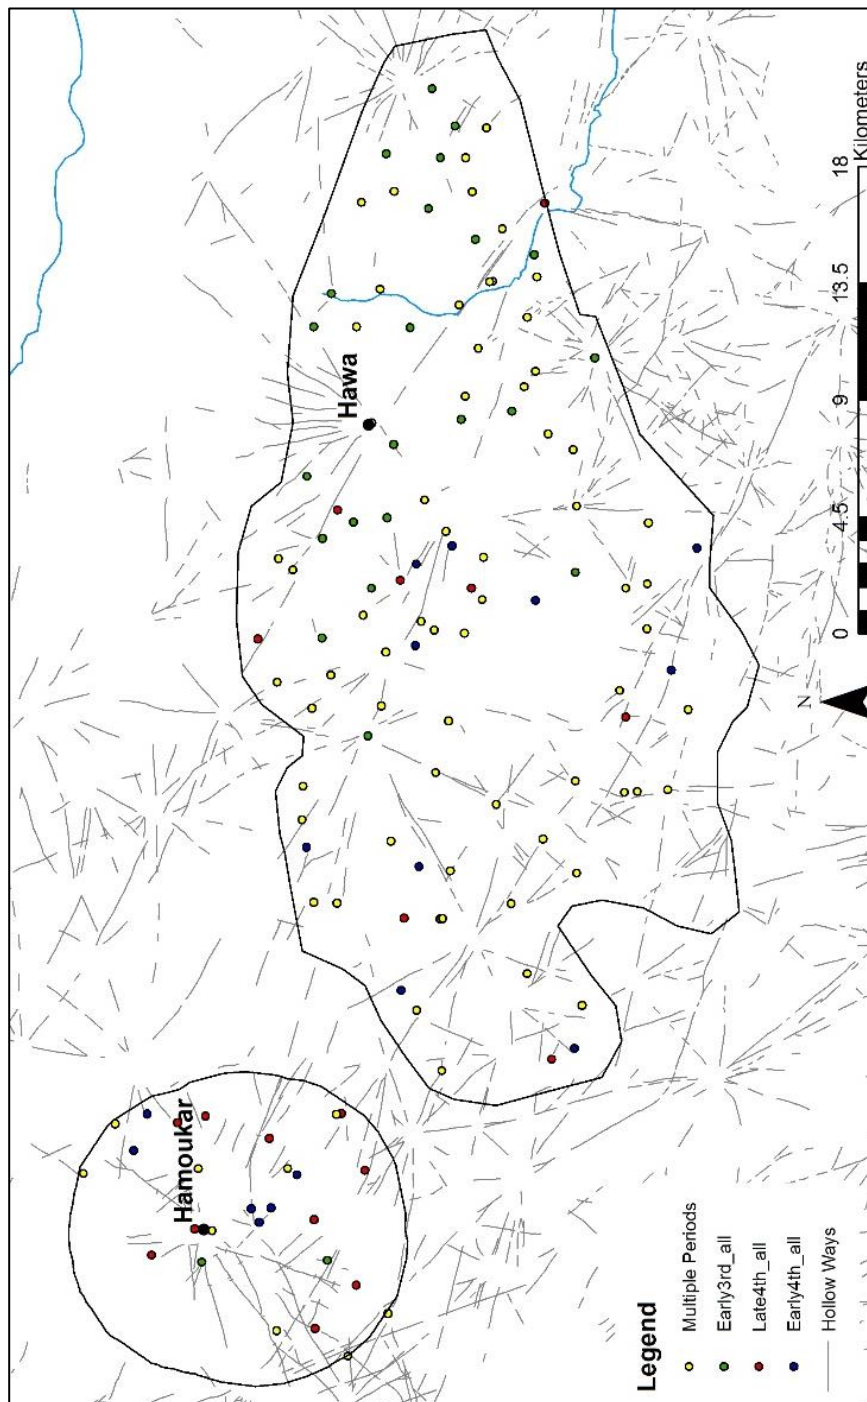 Hamoukar
Hawa
Legend
Multiple Periods
Early3rd_all
Late4th_all
Early4th_all
Hollow Ways
N
0 4.5 9 13.5 18
Kilometers